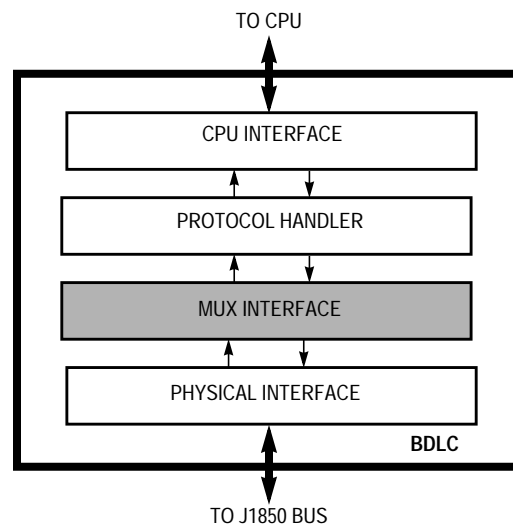 TO CPU
CPU INTERFACE
PROTOCOL HANDLER
MUX INTERFACE
PHYSICAL INTERFACE
BDLC
TO J1850 BUS